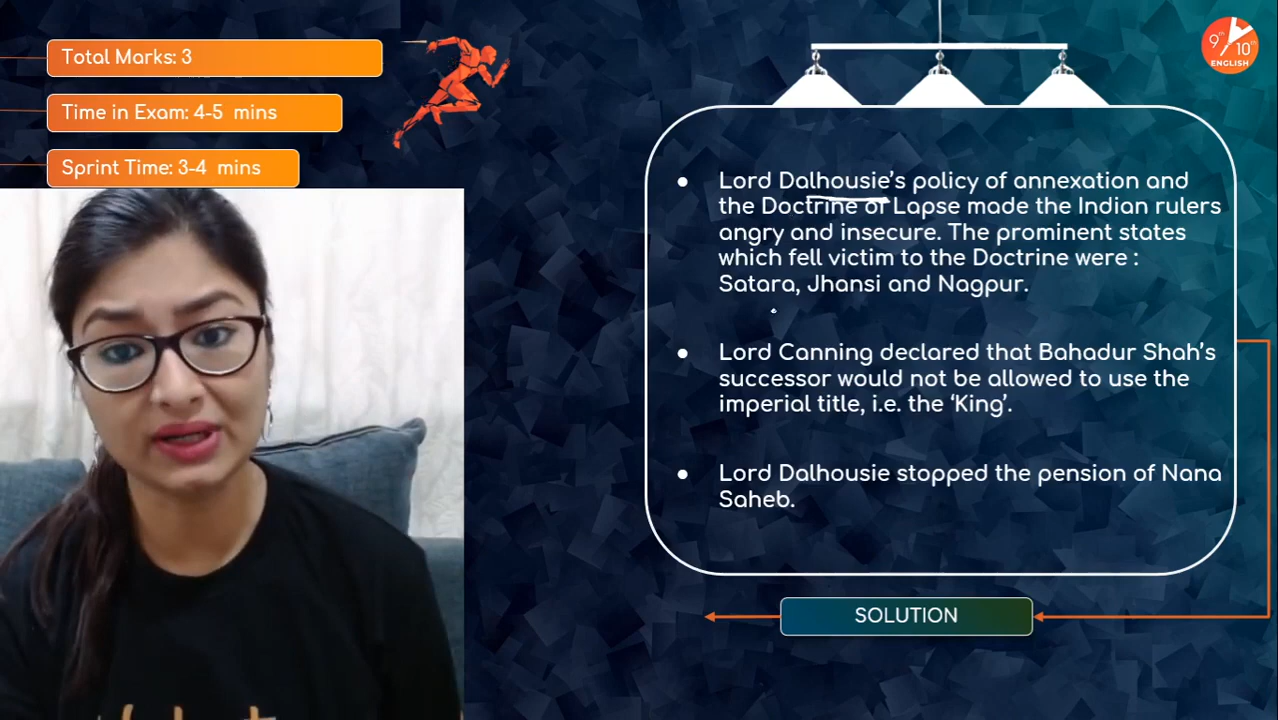 Total Marks: 3
Time in Exam: 4-5 mins
Sprint Time: 3-4 mins
9th 10th
ENGLISH
• Lord Dalhousie's policy of annexation and
the Doctrine of Lapse made the Indian rulers
angry and insecure. The prominent states
which fell victim to the Doctrine were :
Satara, Jhansi and Nagpur.
• Lord Canning declared that Bahadur Shah's
successor would not be allowed to use the
imperial title, i.e. the ‘King’.
• Lord Dalhousie stopped the pension of Nana
Saheb.
SOLUTION